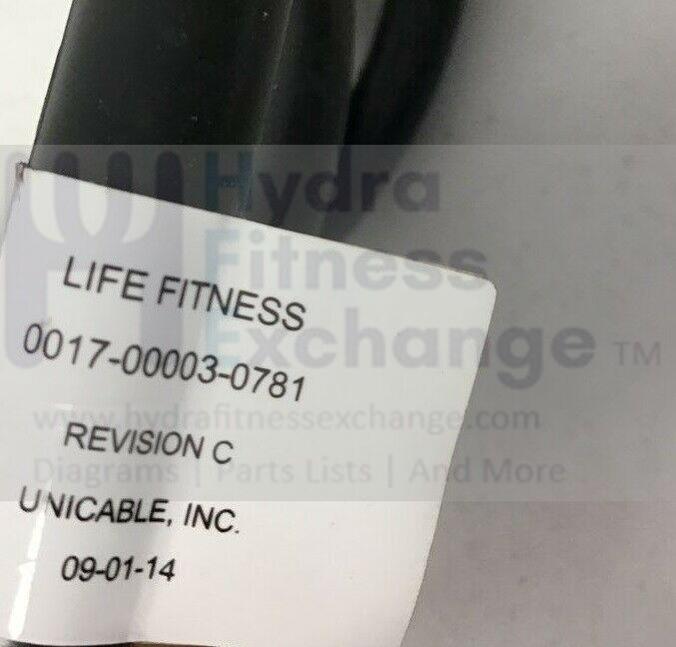 Hydra
Fitness
Exchange TM
LIFE FITNESS
0017-00003-0781
www.hydrafitnessexchange.com
REVISION C
Diagrams | Parts Lists | And More
UNICABLE, INC.
09-01-14